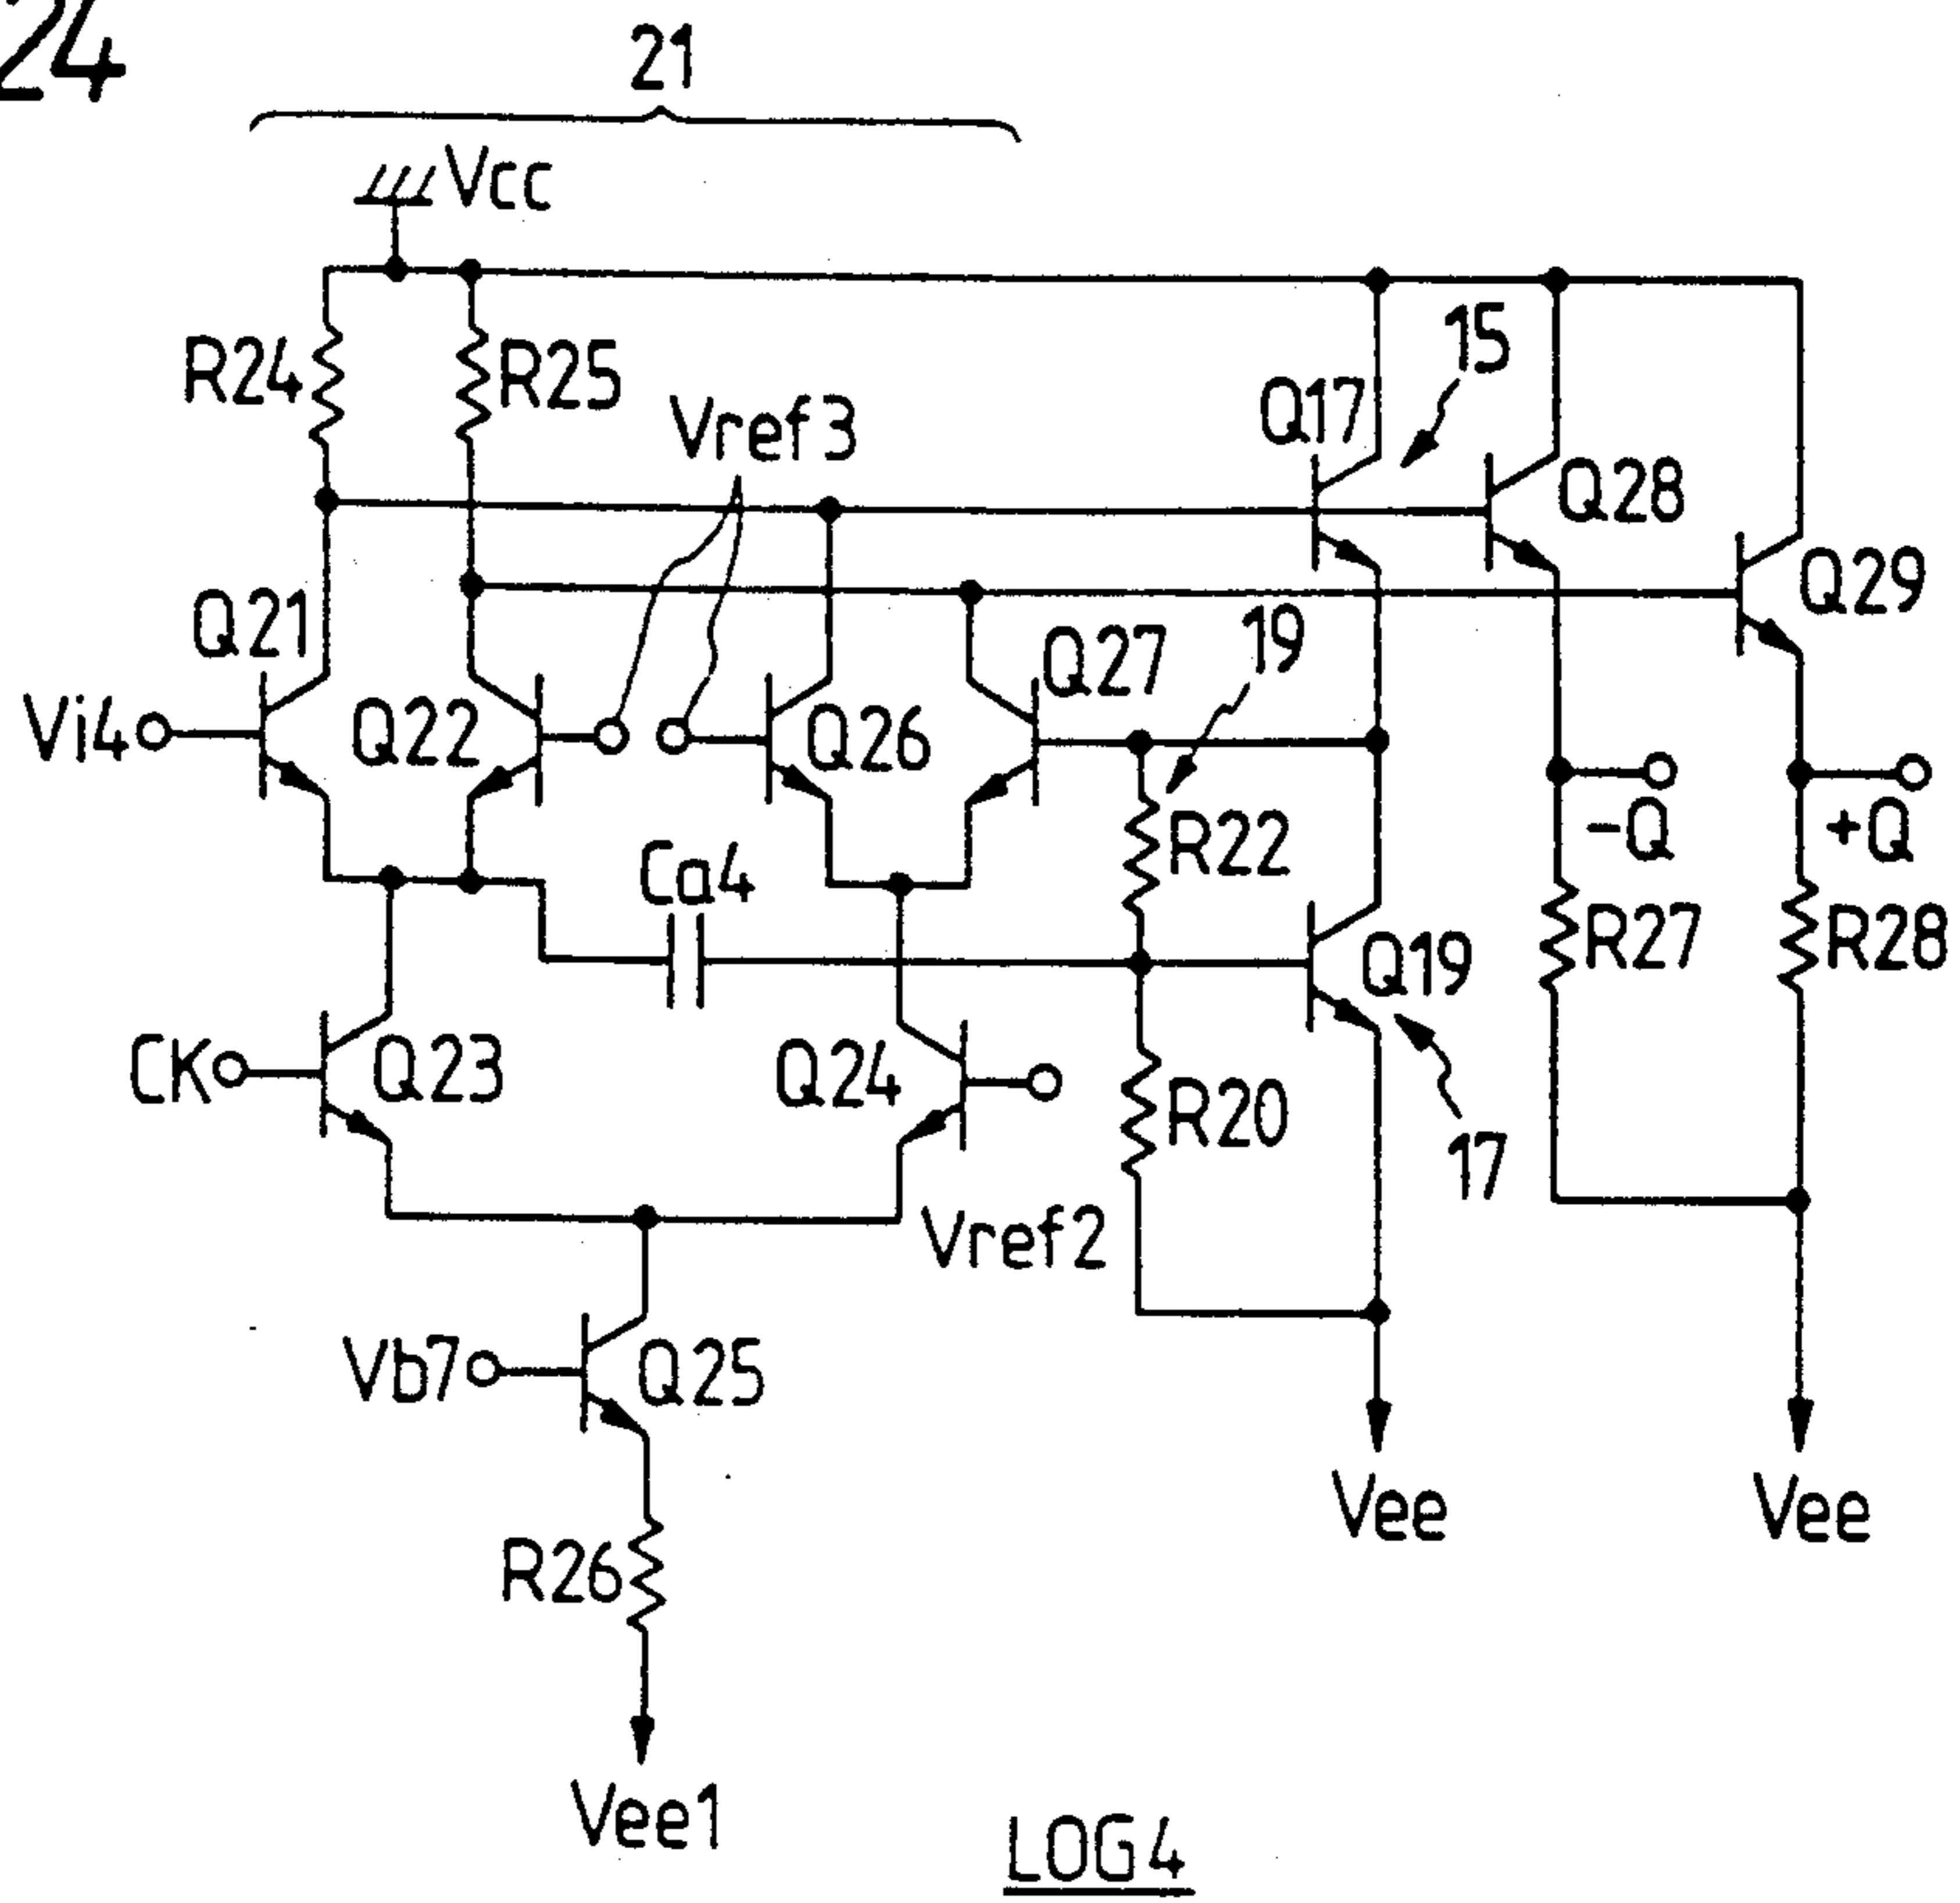 24
21
Vcc
R24
R25
Vref3
Q17
15
Q28
Q29
Q21
Q27
19
Vi4
Q22
Q26
-Q
+Q
Ca4
R22
R27
R28
Q19
CK
Q23
Q24
R20
17
Vref2
Vb7
Q25
Vee
Vee
R26
Vee1
LOG4